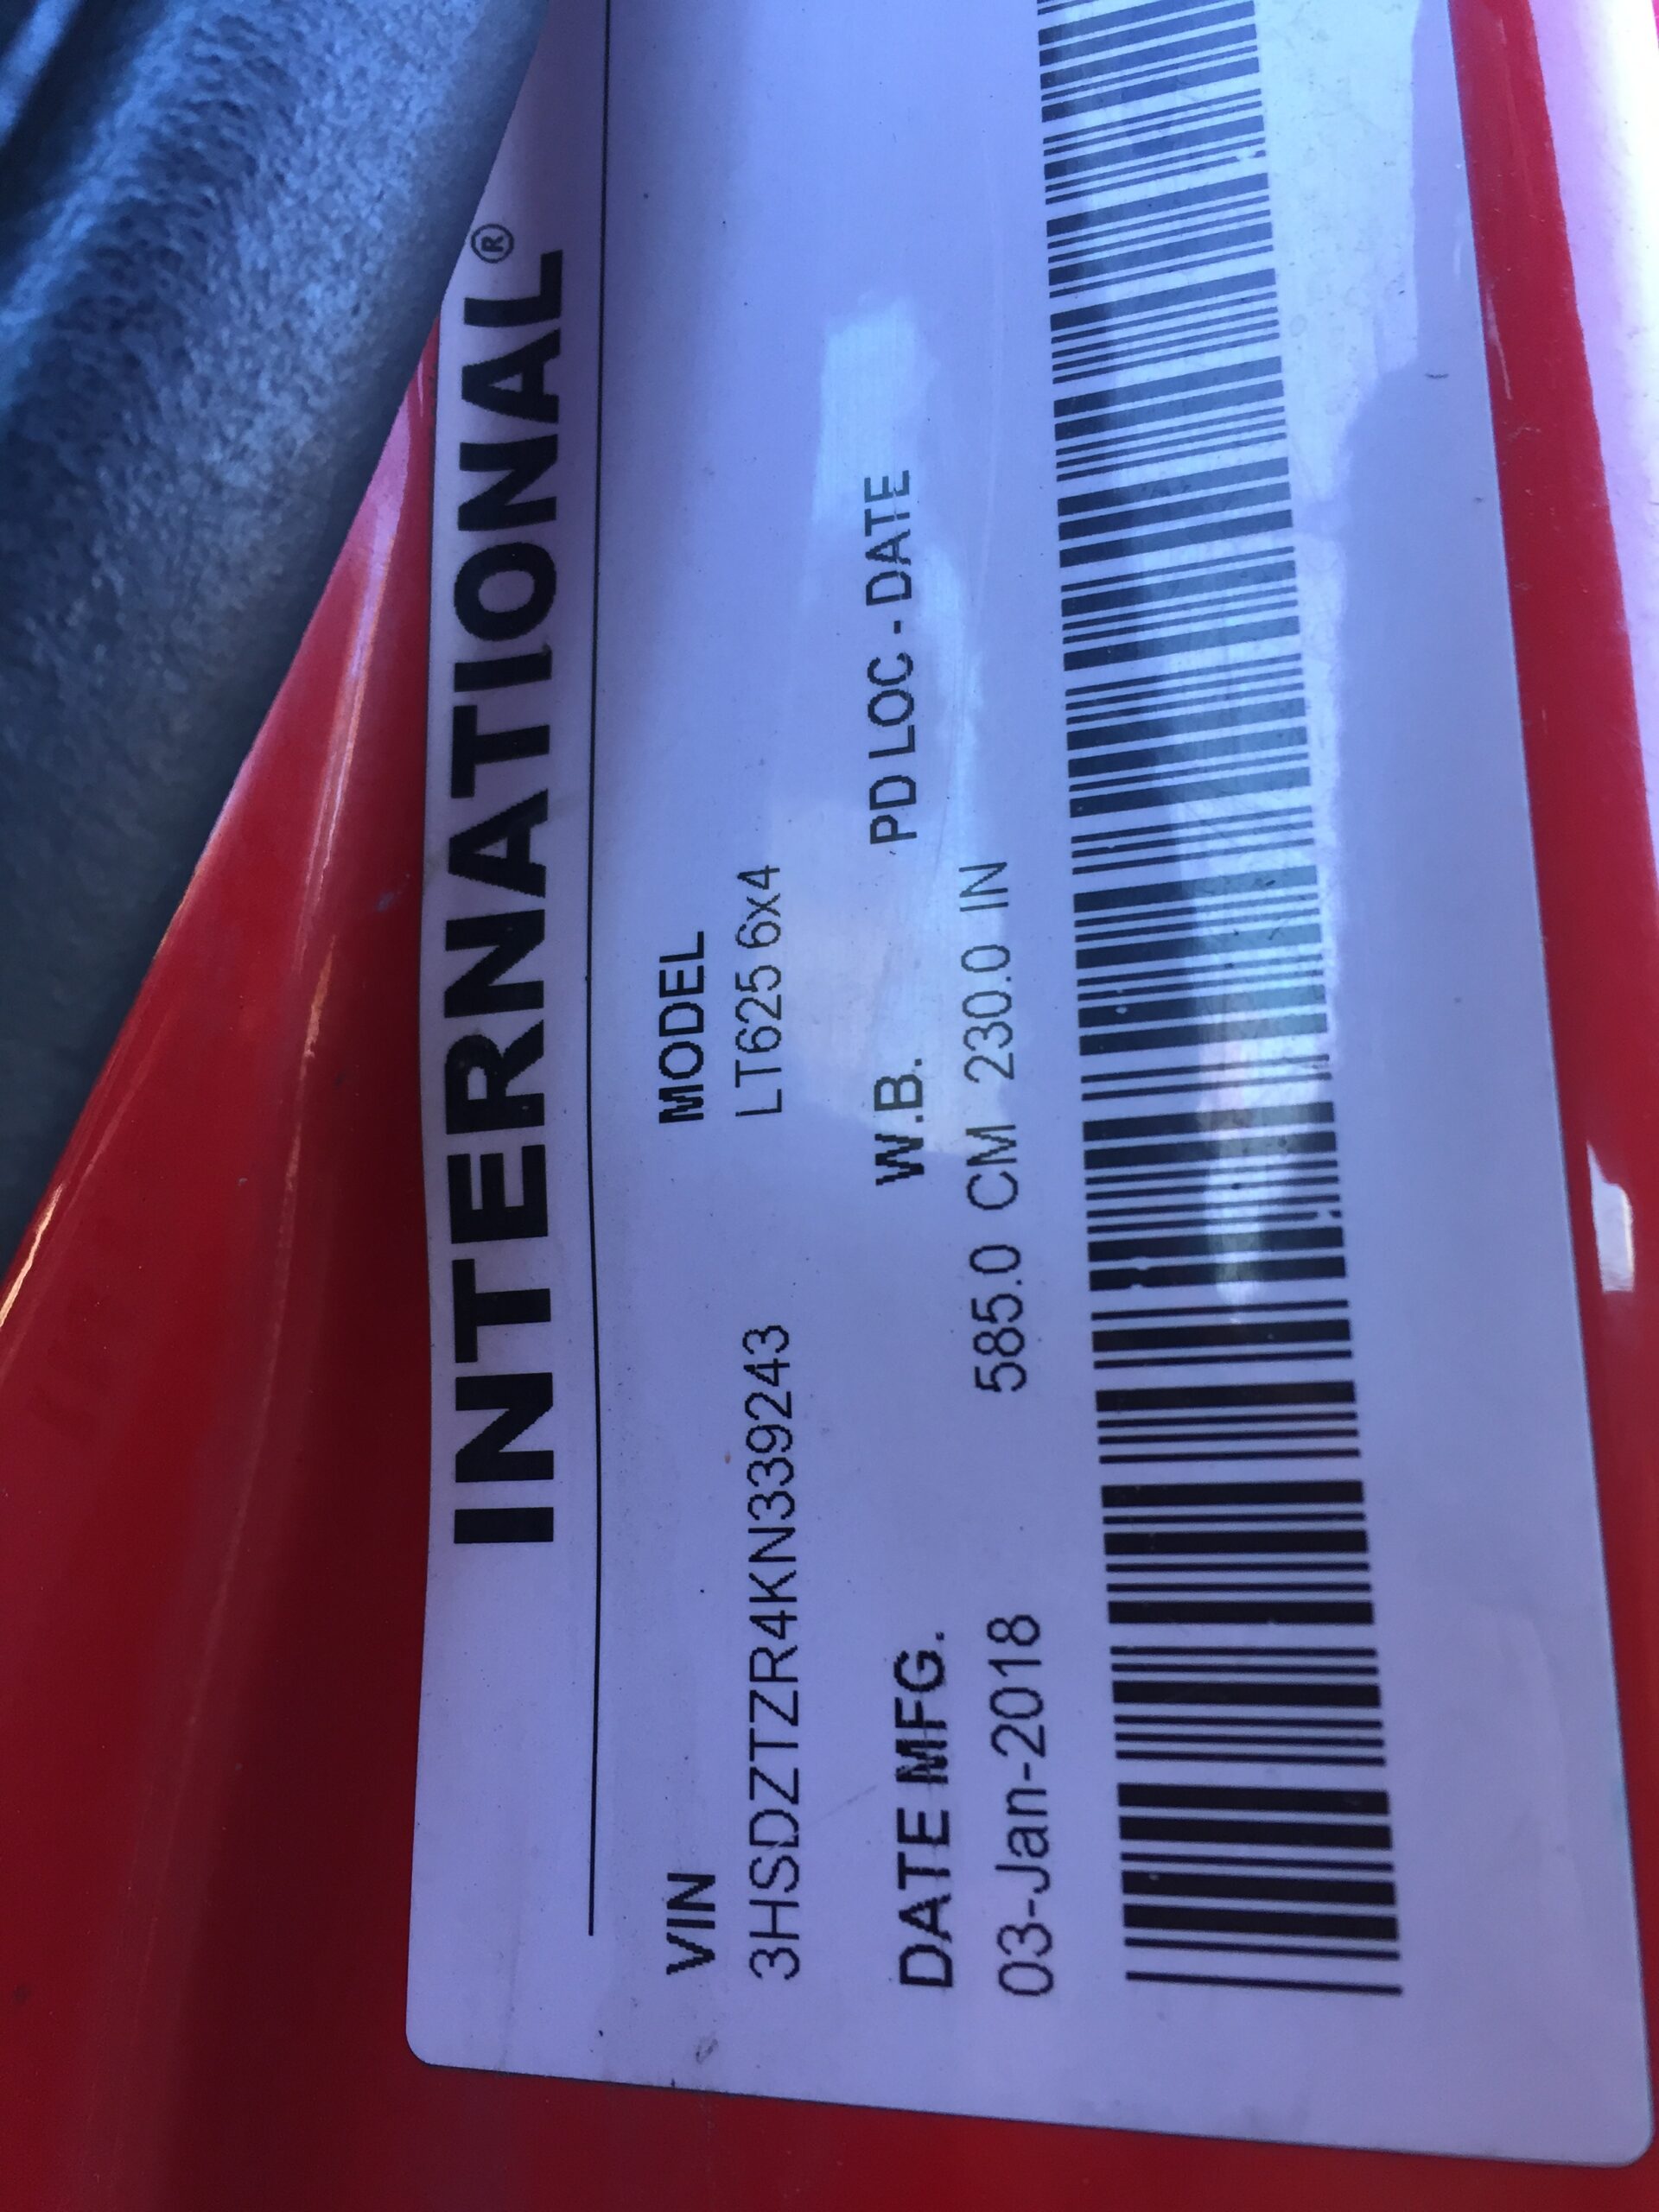 INTERNATIONAL®
VIN MODEL
3HSDZTZR4KN339243 LT625 6x4
DATE MFG. W.B. PD LOC - DATE
03-Jan-2018 585.0 CM 230.0 IN